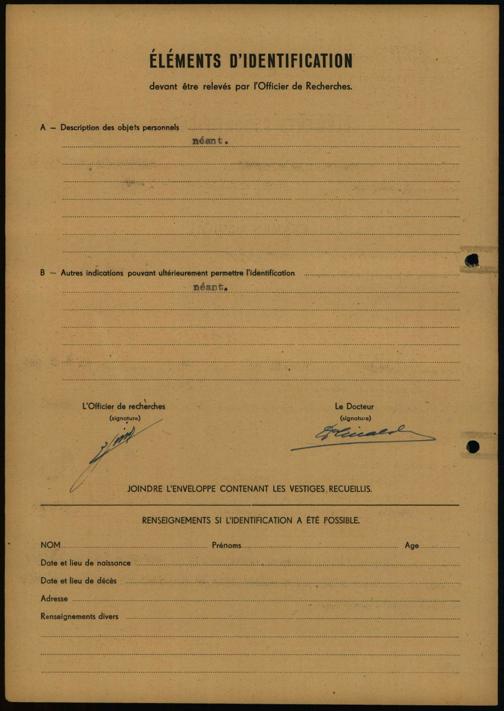 ÉLÉMENTS D'IDENTIFICATION
devant être relevés par l'Officier de Recherches.
A — Description des objets personnels
néant.
B — Autres indications pouvant ultérieurement permettre l'identification
néant.
L'Officier de recherches Le Docteur
(signature) (signature)
JOINDRE L'ENVELOPPE CONTENANT LES VESTIGES RECUEILLIS.
RENSEIGNEMENTS SI L'IDENTIFICATION A ÉTÉ POSSIBLE.
NOM Prénoms Age
Date et lieu de naissance
Date et lieu de décès
Adresse
Renseignements divers